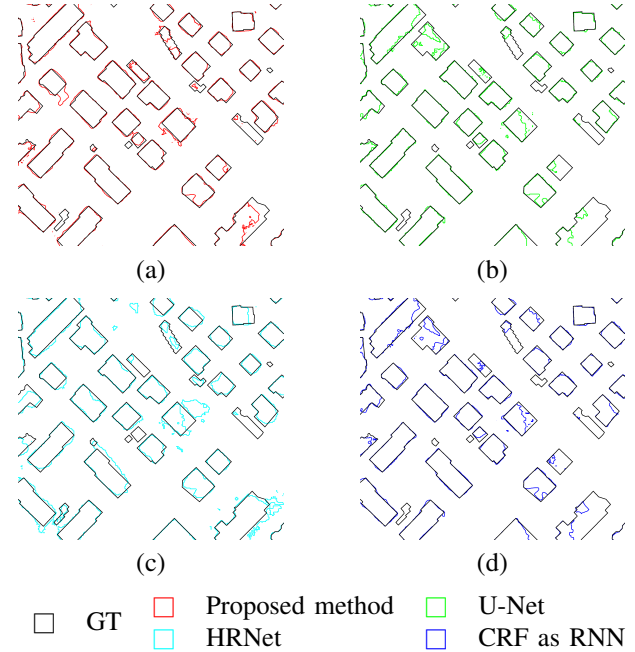 (a)
(b)
(c)
(d)
GT
Proposed method
U-Net
HRNet
CRF as RNN